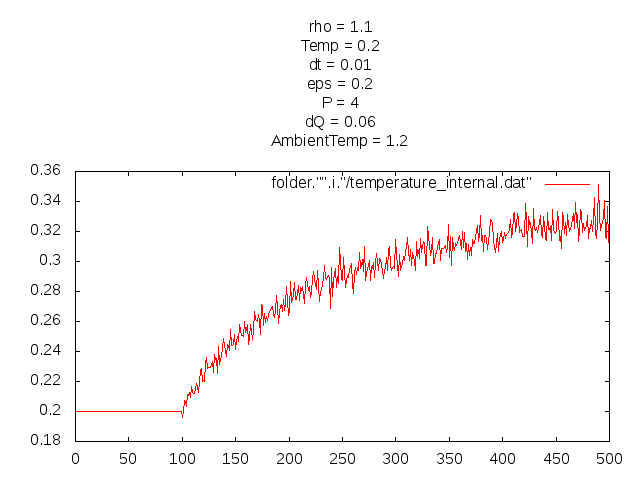 rho = 1.1
Temp = 0.2
dt = 0.01
eps = 0.2
P = 4
dQ = 0.06
AmbientTemp = 1.2
folder."".i."/temperature_internal.dat"
0.36
0.34
0.32
0.3
0.28
0.26
0.24
0.22
0.2
0.18
0 50 100 150 200 250 300 350 400 450 500